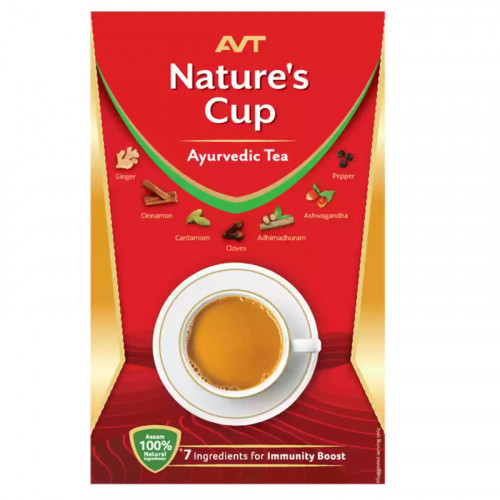 AVT
Nature's
Cup
Ayurvedic Tea
Ginger
Pepper
Cinnamon
Ashwagandha
Cardamom
Adhimadhuram
Cloves
Assam
100%
Natural
Ingredients
*7 Ingredients for Immunity Boost